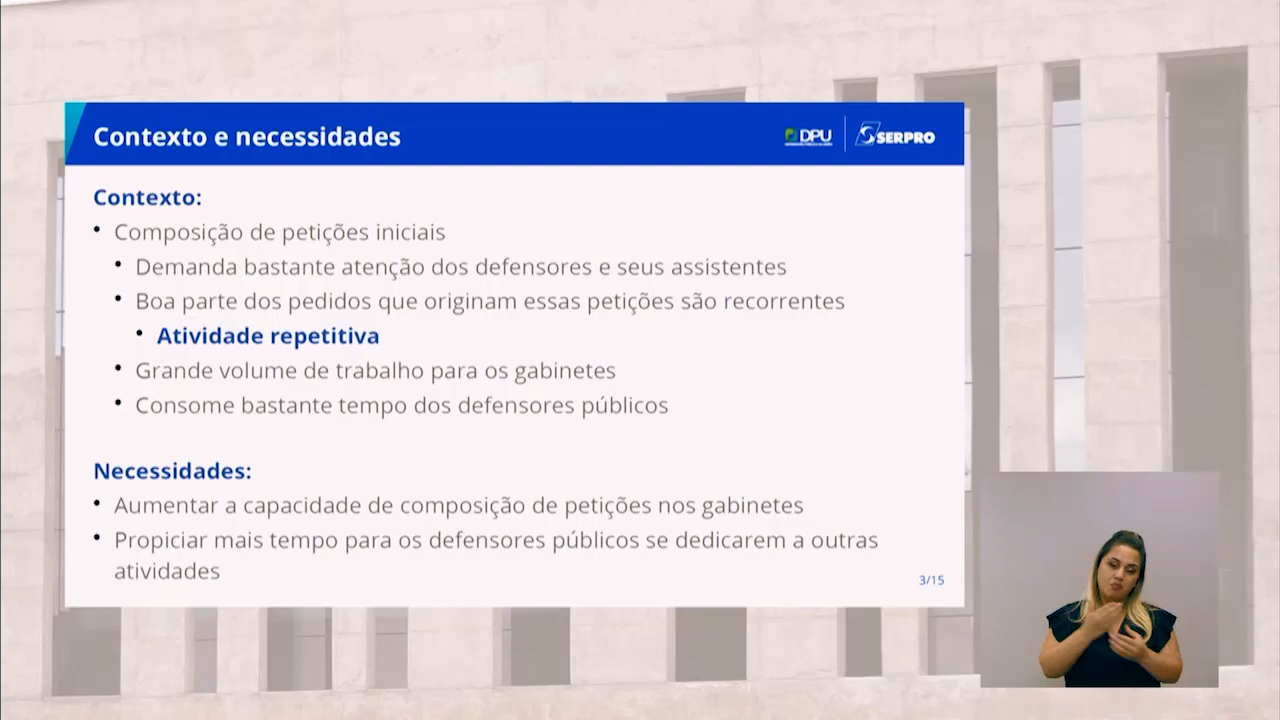 Contexto e necessidades
DPU
SERPRO
Contexto:
• Composição de petições iniciais
• Demanda bastante atenção dos defensores e seus assistentes
• Boa parte dos pedidos que originam essas petições são recorrentes
• Atividade repetitiva
• Grande volume de trabalho para os gabinetes
• Consome bastante tempo dos defensores públicos
Necessidades:
• Aumentar a capacidade de composição de petições nos gabinetes
• Propiciar mais tempo para os defensores públicos se dedicarem a outras
atividades
3/15